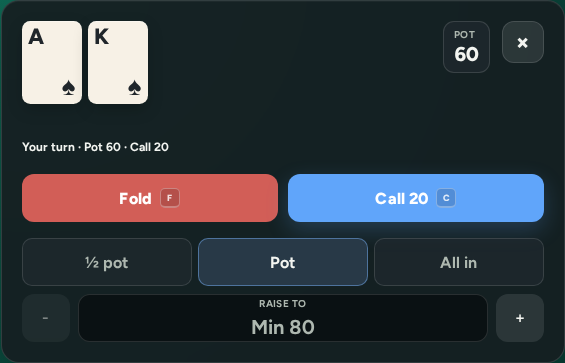 A
K
POT
60
×
♠
♠
Your turn · Pot 60 · Call 20
Fold F
Call 20 C
½ pot
Pot
All in
RAISE TO
- Min 80 +